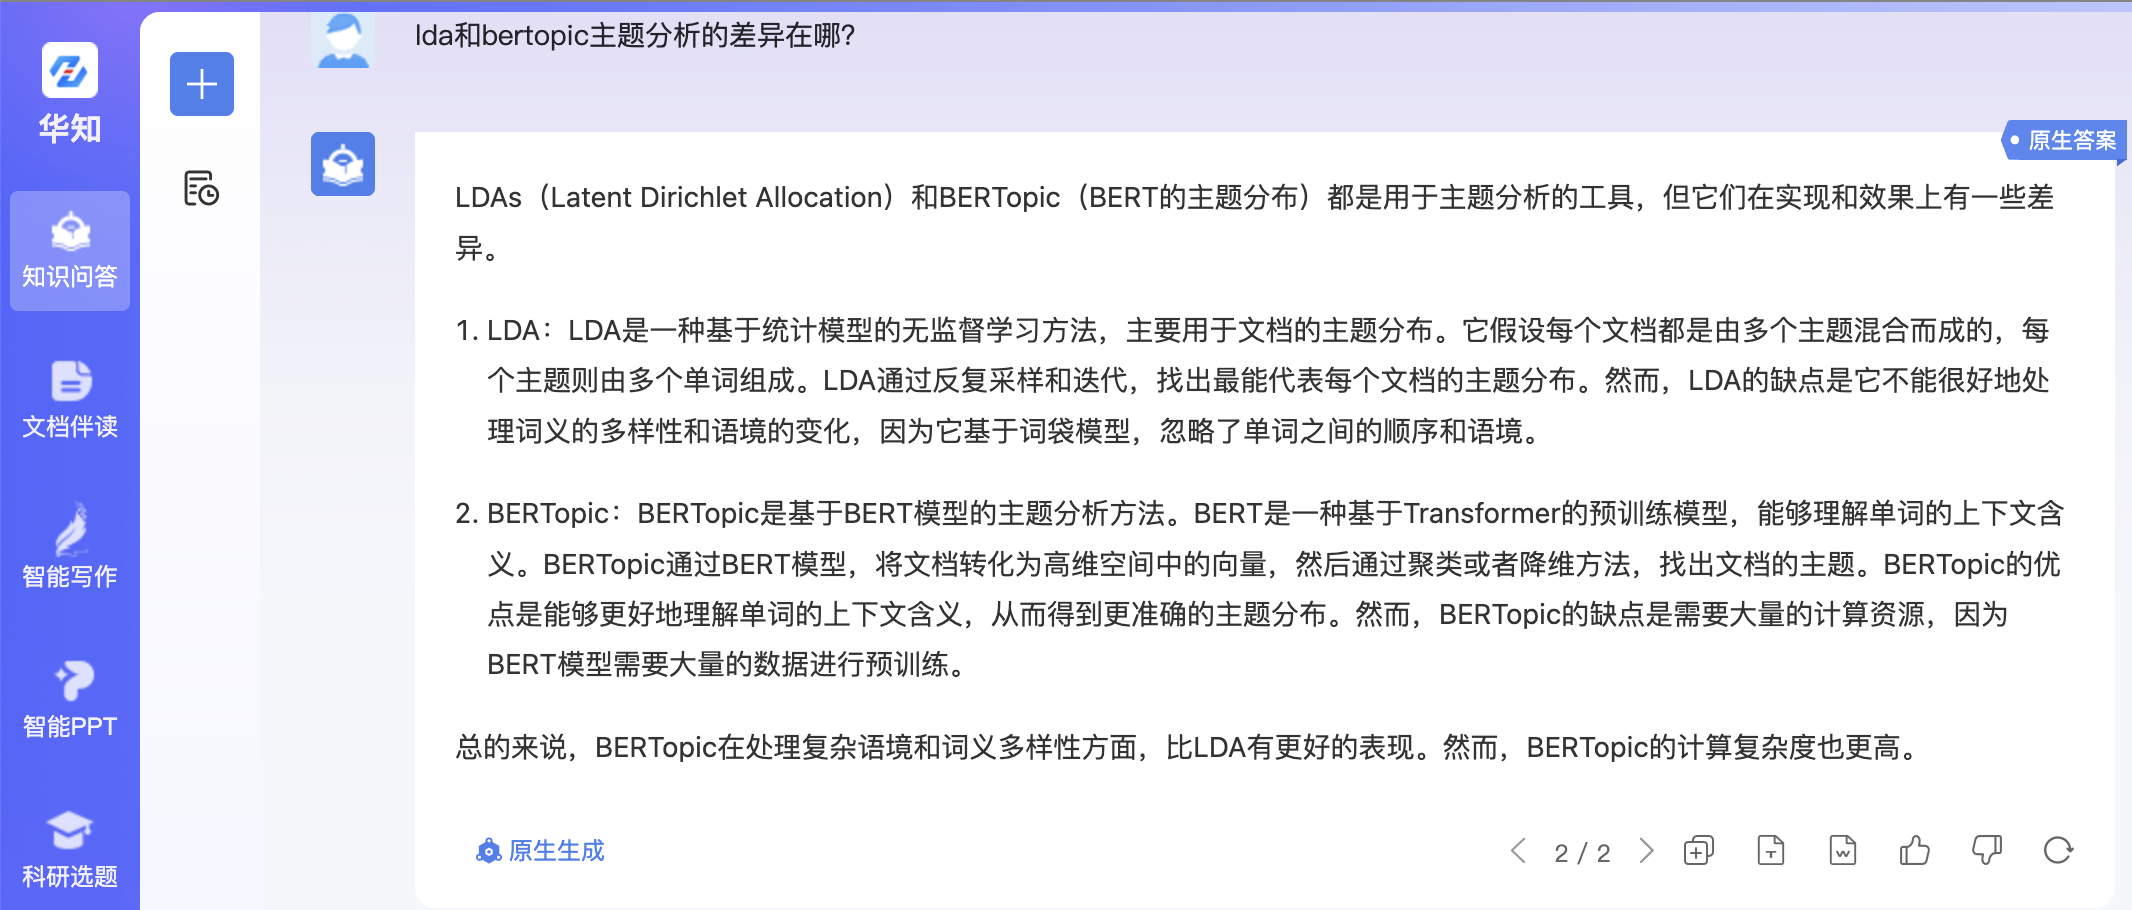 华知
知识问答
文档伴读
智能写作
智能PPT
科研选题
lda和bertopic主题分析的差异在哪?
原生答案
LDAs（Latent Dirichlet Allocation）和BERTopic（BERT的主题分布）都是用于主题分析的工具，但它们在实现和效果上有一些差
异。
1. LDA：LDA是一种基于统计模型的无监督学习方法，主要用于文档的主题分布。它假设每个文档都是由多个主题混合而成的，每
个主题则由多个单词组成。LDA通过反复采样和迭代，找出最能代表每个文档的主题分布。然而，LDA的缺点是它不能很好地处
理词义的多样性和语境的变化，因为它基于词袋模型，忽略了单词之间的顺序和语境。
2. BERTopic：BERTopic是基于BERT模型的主题分析方法。BERT是一种基于Transformer的预训练模型，能够理解单词的上下文含
义。BERTopic通过BERT模型，将文档转化为高维空间中的向量，然后通过聚类或者降维方法，找出文档的主题。BERTopic的优
点是能够更好地理解单词的上下文含义，从而得到更准确的主题分布。然而，BERTopic的缺点是需要大量的计算资源，因为
BERT模型需要大量的数据进行预训练。
总的来说，BERTopic在处理复杂语境和词义多样性方面，比LDA有更好的表现。然而，BERTopic的计算复杂度也更高。
原生生成
2 / 2